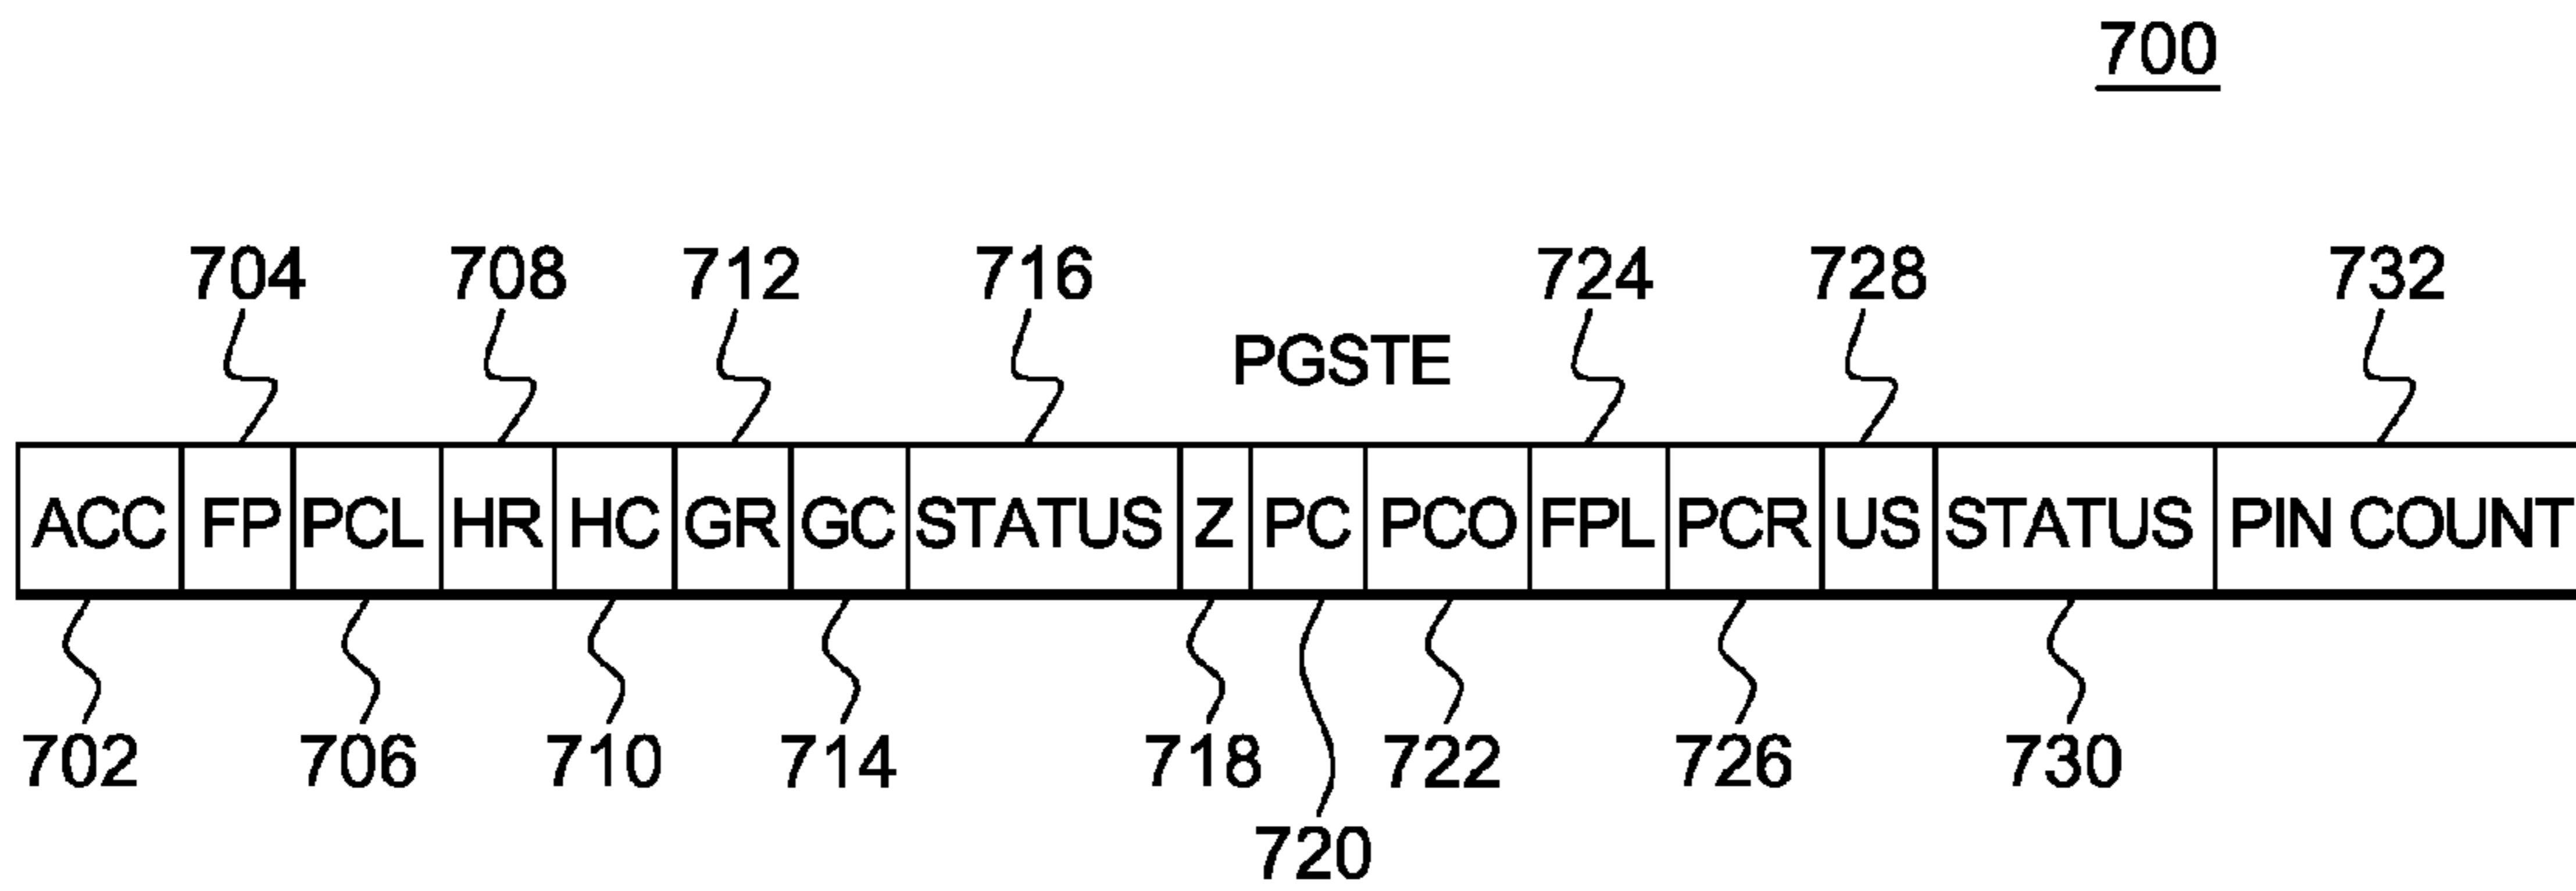 700
704 708 712 716 724 728 732
PGSTE
ACC FP PCL HR HC GR GC STATUS Z PC PCO FPL PCR US STATUS PIN COUNT
702 706 710 714 718 722 726 730
720